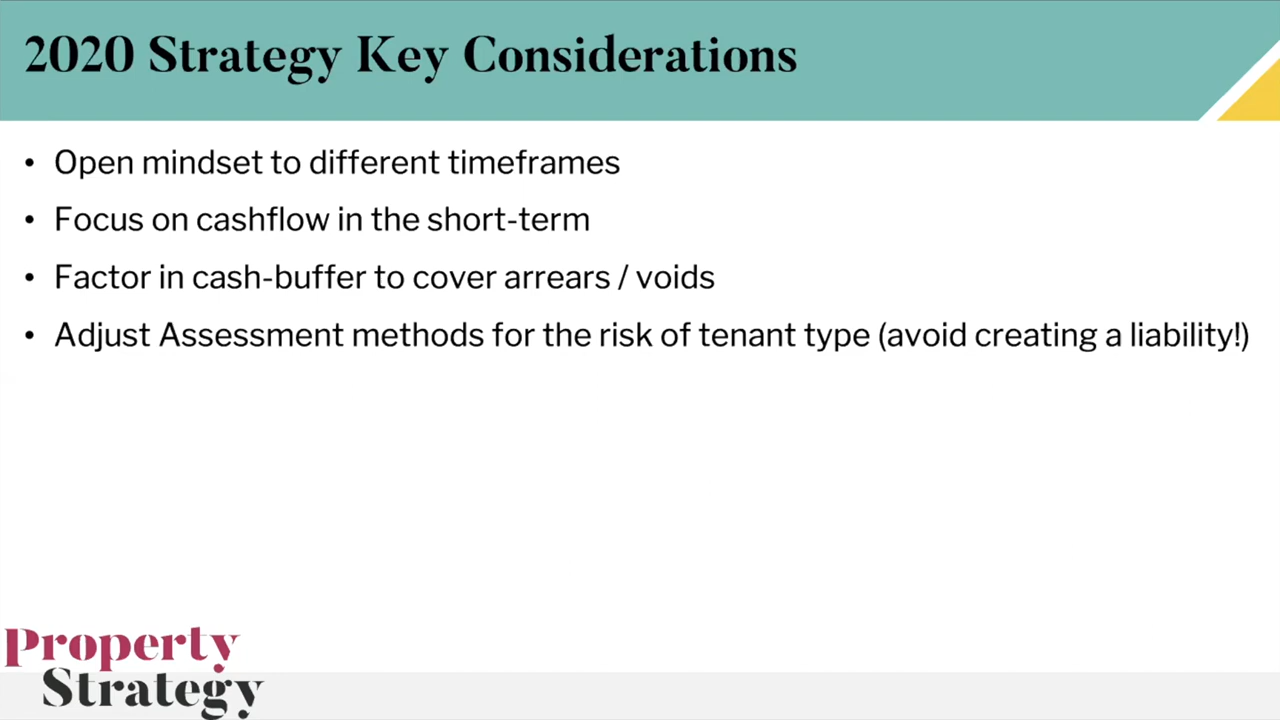 2020 Strategy Key Considerations
• Open mindset to different timeframes
• Focus on cashflow in the short-term
• Factor in cash-buffer to cover arrears / voids
• Adjust Assessment methods for the risk of tenant type (avoid creating a liability!)
Property
Strategy